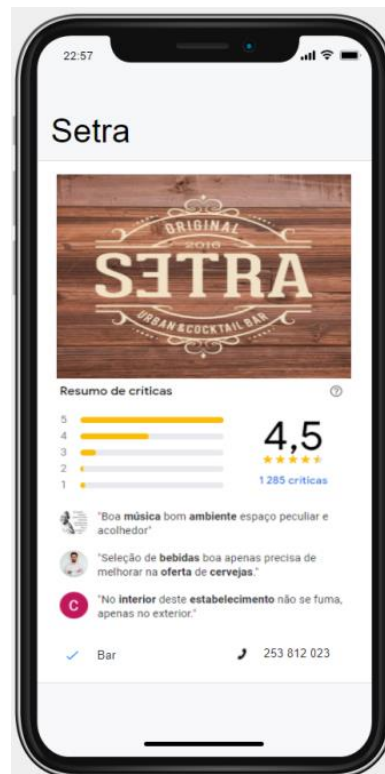 22:57
Setra
ORIGINAL
2016
SETRA
URBAN & COCKTAIL BAR
Resumo de críticas
5
4
3
2
1
4,5
1 285 críticas
"Boa música bom ambiente espaço peculiar e
acolhedor"
"Seleção de bebidas boa apenas precisa de
melhorar na oferta de cervejas."
C
"No interior deste estabelecimento não se fuma,
apenas no exterior."
Bar
253 812 023